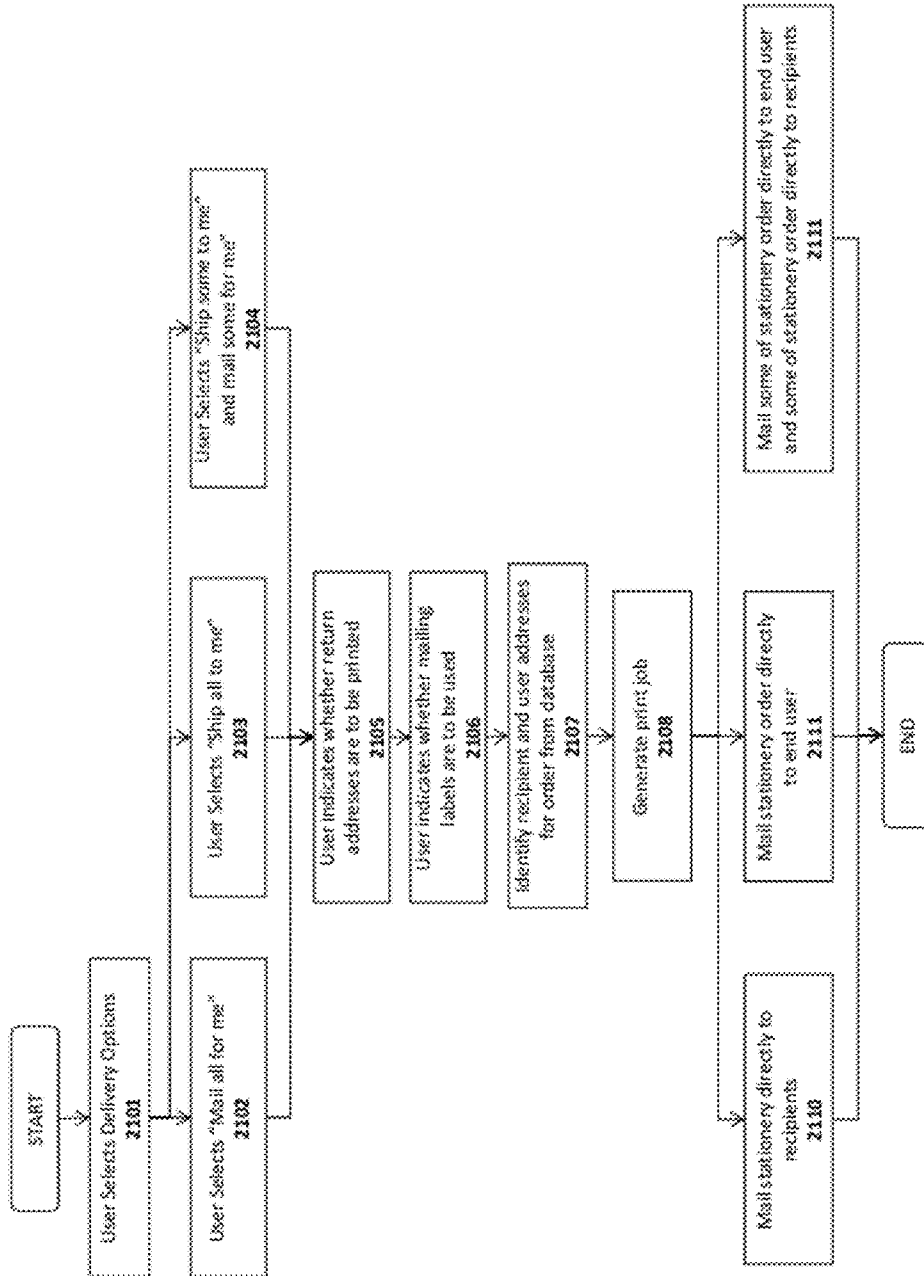 START
User Selects Delivery Options
2101
User Selects "Mail all for me"
2102
User Selects "Ship all to me"
2103
User Selects "Ship some to me"
and mail some for me"
2104
User indicates whether return
addresses are to be printed
2105
User indicates whether mailing
labels are to be used
2106
Identify recipient and user addresses
for order from database
2107
Generate print job
2108
Mail stationery directly to
recipients
2110
Mail stationery order directly
to end user
2111
Mail some of stationery order directly to end user
and some of stationery order directly to recipients
2111
END